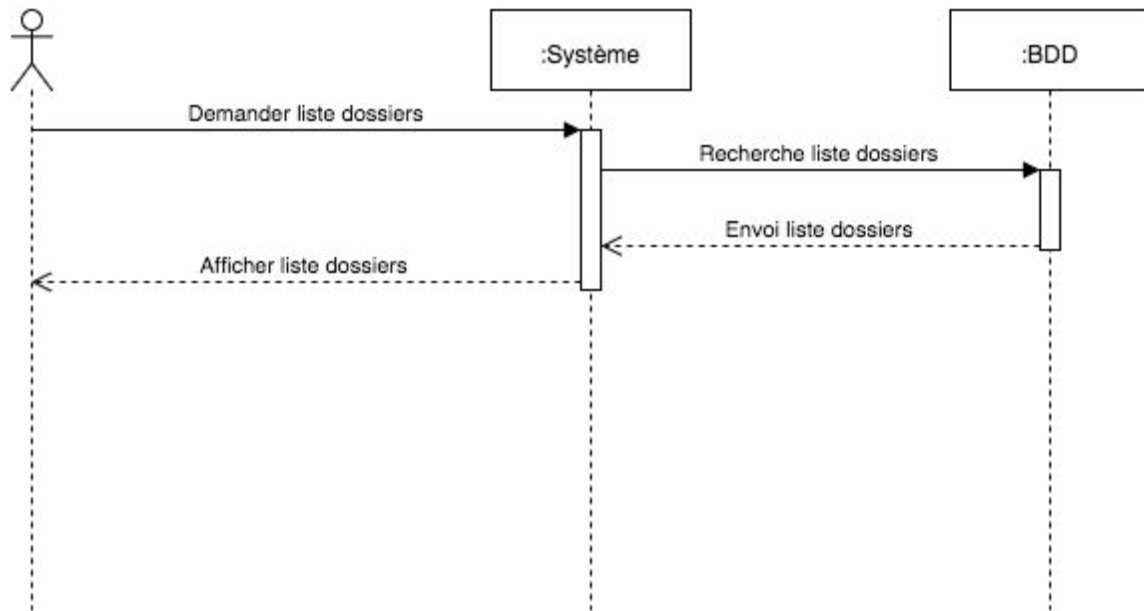 :Système
:BDD
Demander liste dossiers
Recherche liste dossiers
Envoi liste dossiers
Afficher liste dossiers